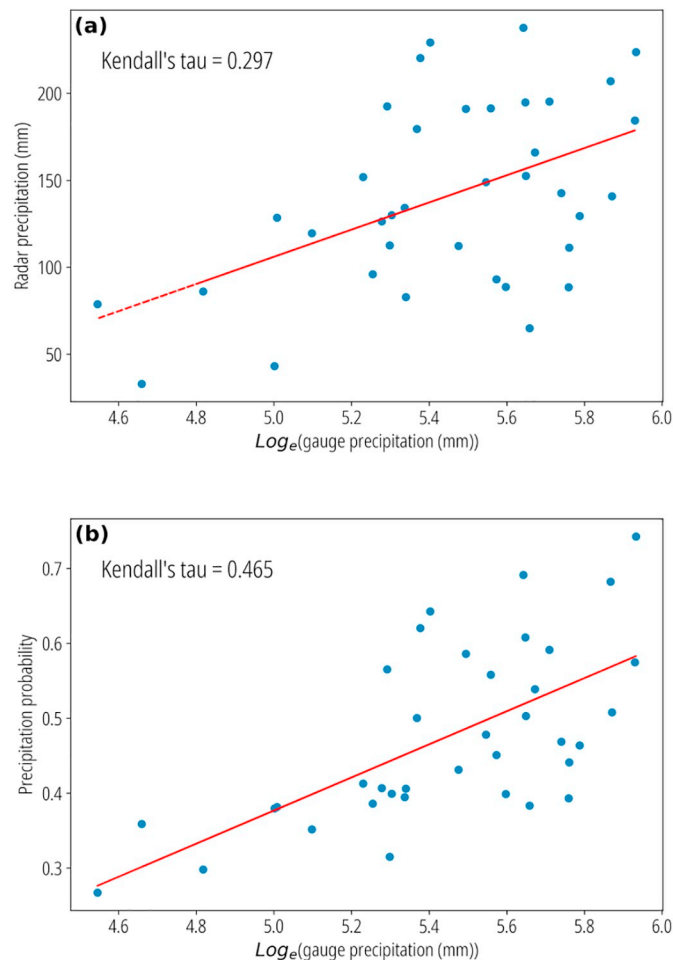 (a)
Kendall's tau = 0.297
Radar precipitation (mm)
200
150
100
50
4.6 4.8 5.0 5.2 5.4 5.6 5.8 6.0
Logₑ(gauge precipitation (mm))
(b)
Kendall's tau = 0.465
Precipitation probability
0.7
0.6
0.5
0.4
0.3
4.6 4.8 5.0 5.2 5.4 5.6 5.8 6.0
Logₑ(gauge precipitation (mm))